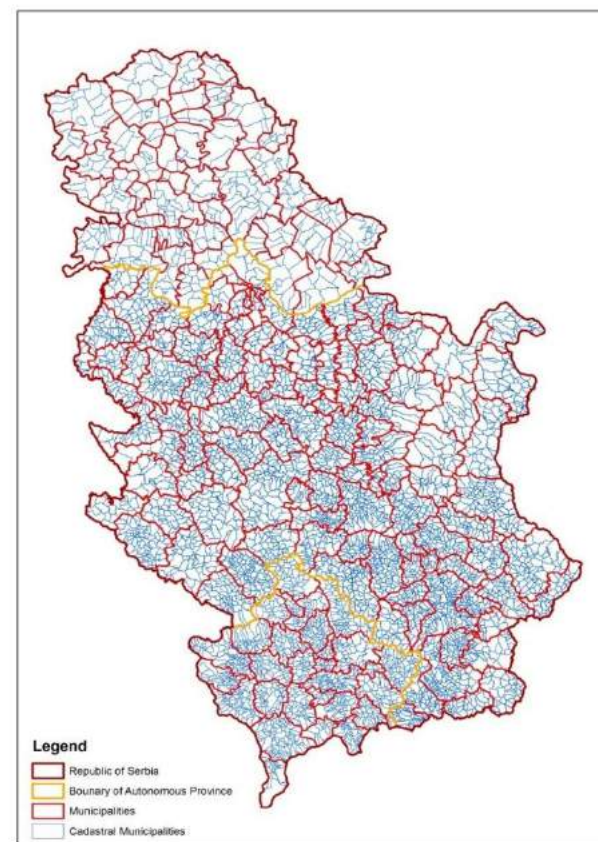 Legend
Republic of Serbia
Bounary of Autonomous Province
Municipalities
Cadastral Municipalities